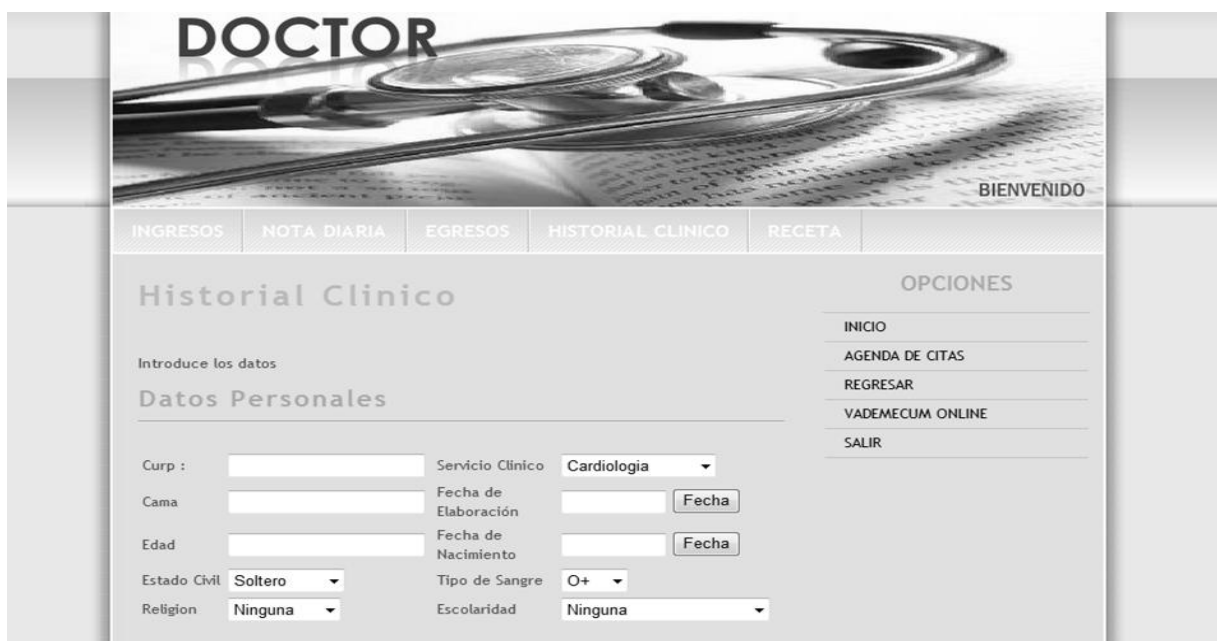 DOCTOR
BIENVENIDO
INGRESOS NOTA DIARIA EGRESOS HISTORIAL CLINICO RECETA
Historial Clinico
Introduce los datos
Datos Personales
Curp : Servicio Clinico Cardiologia
Cama Fecha de Elaboración Fecha
Edad Fecha de Nacimiento Fecha
Estado Civil Soltero Tipo de Sangre O+
Religion Ninguna Escolaridad Ninguna
OPCIONES
INICIO
AGENDA DE CITAS
REGRESAR
VADEMECUM ONLINE
SALIR